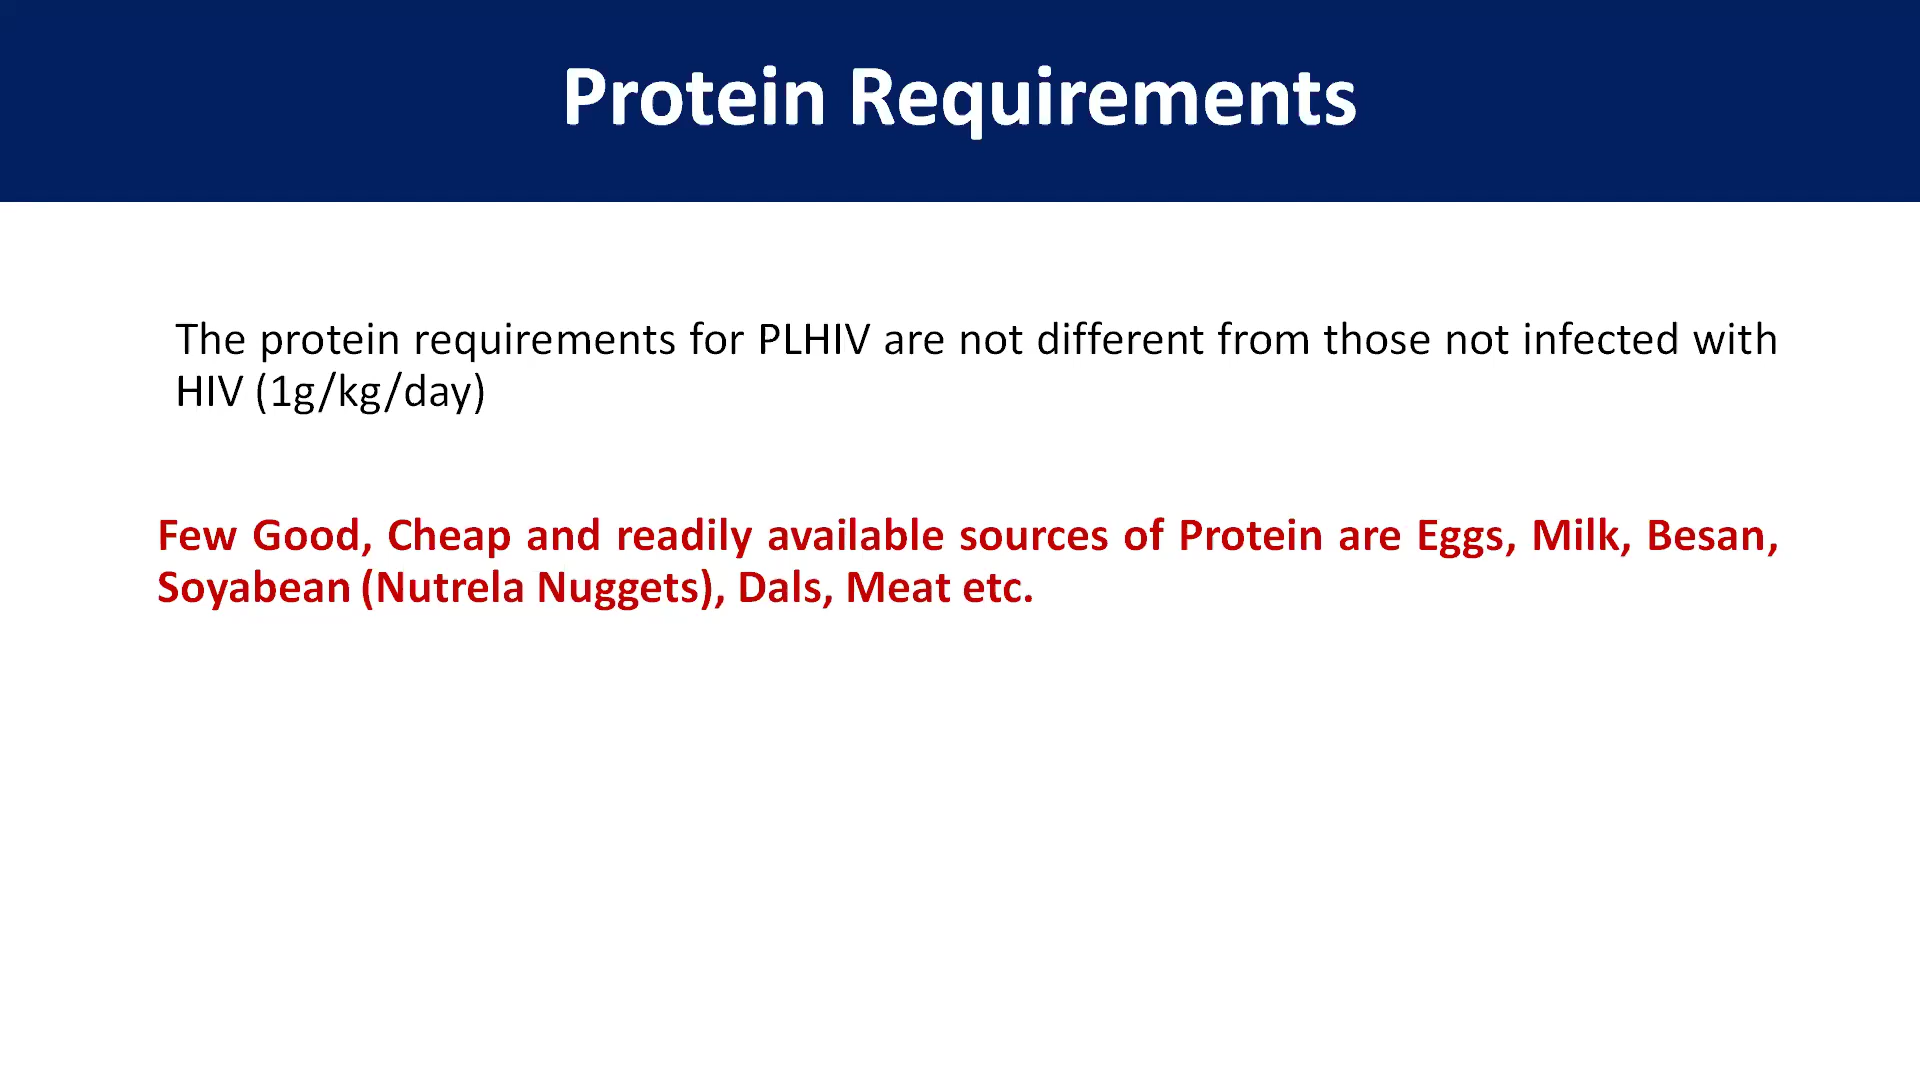 Protein Requirements
The protein requirements for PLHIV are not different from those not infected with
HIV (1g/kg/day)
Few Good, Cheap and readily available sources of Protein are Eggs, Milk, Besan,
Soyabean (Nutrela Nuggets), Dals, Meat etc.